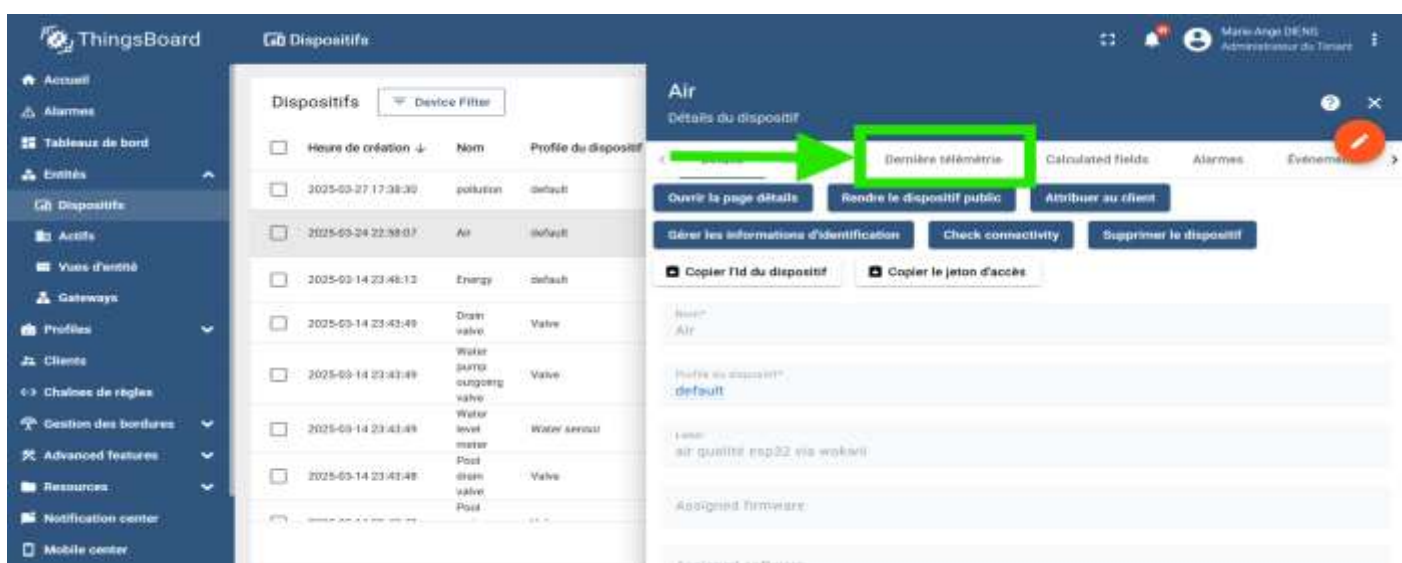 ThingsBoard
Dispositifs
Marie Ange DIENG
Administrateur du Tenant
Accueil
Alarmes
Tableaux de bord
Entités
Dispositifs
Actifs
Vues d'entité
Gateways
Profiles
Clients
Chaînes de règles
Gestion des bordures
Advanced features
Resources
Notification center
Mobile center
Dispositifs
Device Filter
Heure de création Nom Profile du dispositif
2025-03-27 17:38:30 pollution default
2025-03-24 22:58:07 Air default
2025-03-14 23:46:13 Energy default
2025-03-14 23:43:49 Drain valve Valve
2025-03-14 23:43:49 Water pump outgoing valve Valve
2025-03-14 23:43:49 Water level meter Water sensor
2025-03-14 23:43:48 Pool drain valve Valve
Pool
Air
Détails du dispositif
Dernière télémétrie Calculated fields Alarmes
Ouvrir la page détails Rendre le dispositif public Attribuer au client
Gérer les informations d'identification Check connectivity Supprimer le dispositif
Copier l'Id du dispositif Copier le jeton d'accès
Nom*
Air
Profile du dispositif*
default
Label
air qualité esp32 via wokwii
Assigned firmware